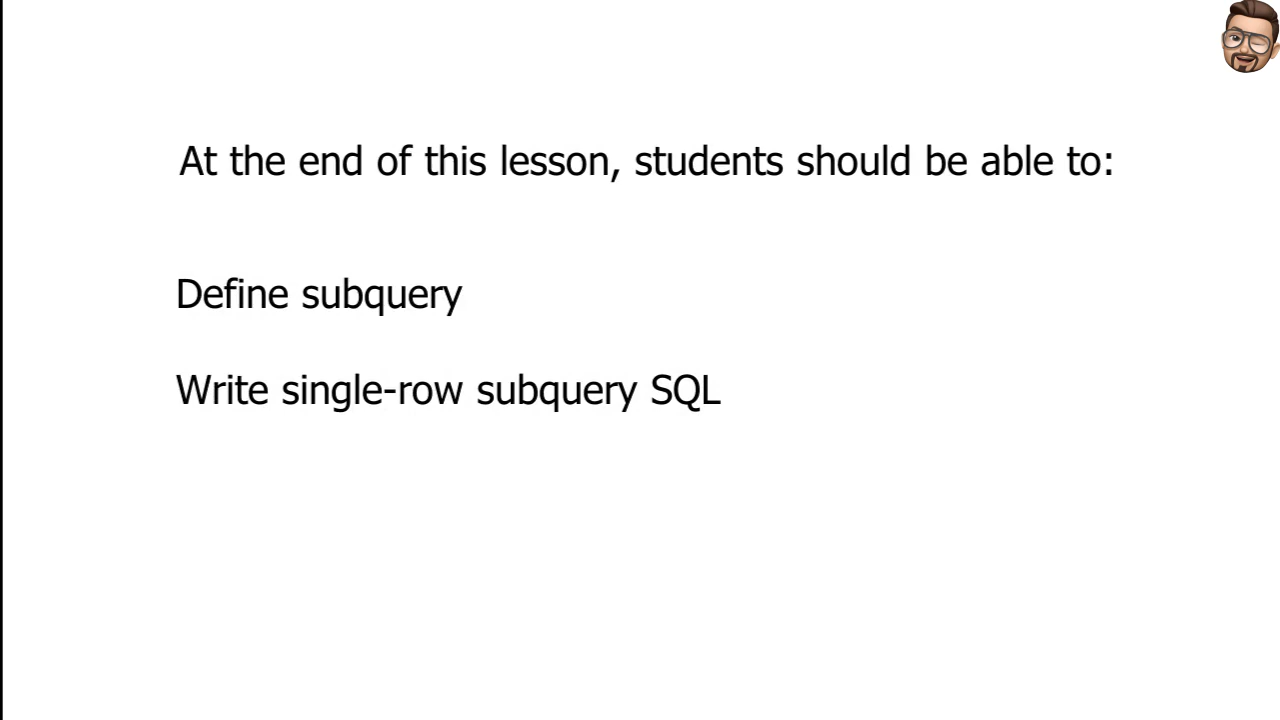 At the end of this lesson, students should be able to:
Define subquery
Write single-row subquery SQL